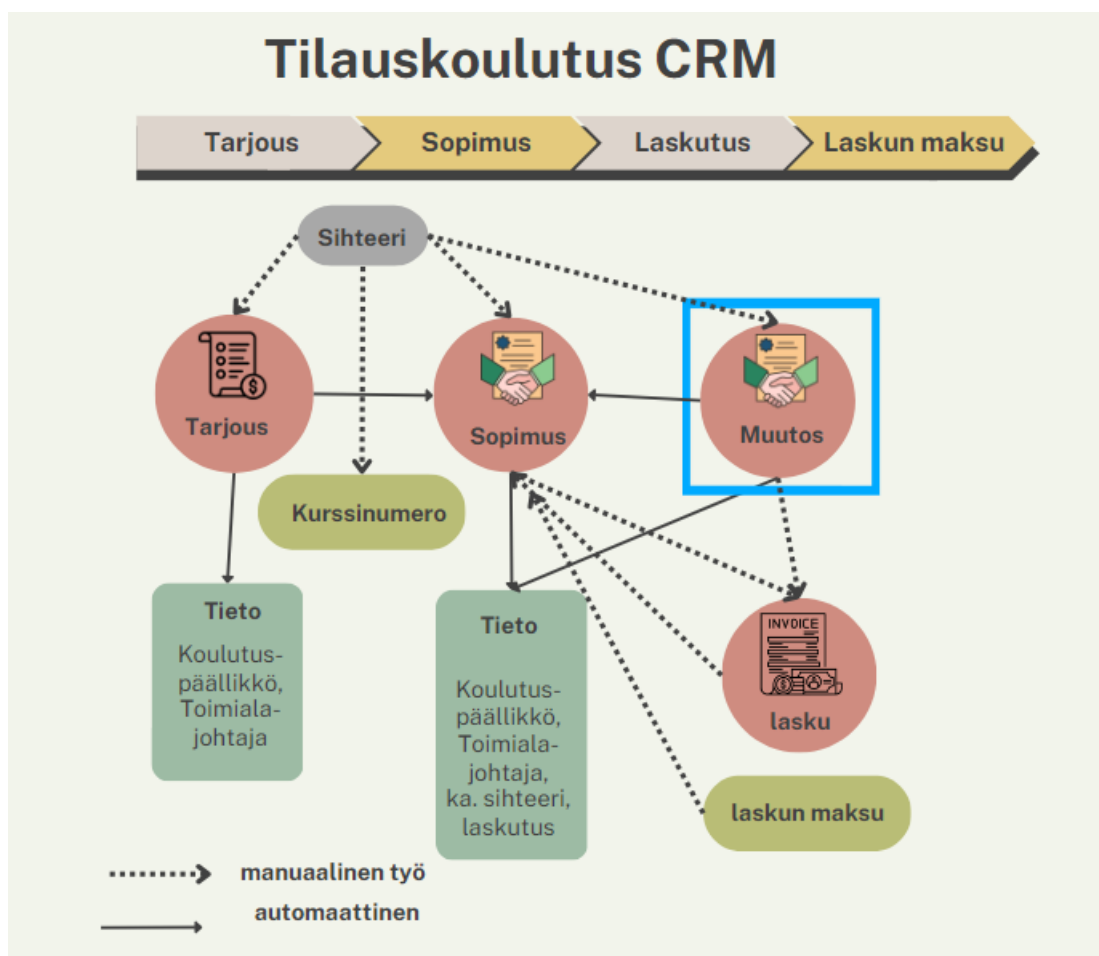 Tilauskoulutus CRM
Tarjous
Sopimus
Laskutus
Laskun maksu
Sihteeri
Tarjous
Sopimus
Muutos
Kurssinumero
Tieto
Koulutus-
päällikkö,
Toimiala-
johtaja
Tieto
Koulutus-
päällikkö,
Toimiala-
johtaja,
ka. sihteeri,
laskutus
INVOICE
lasku
laskun maksu
manuaalinen työ
automaattinen